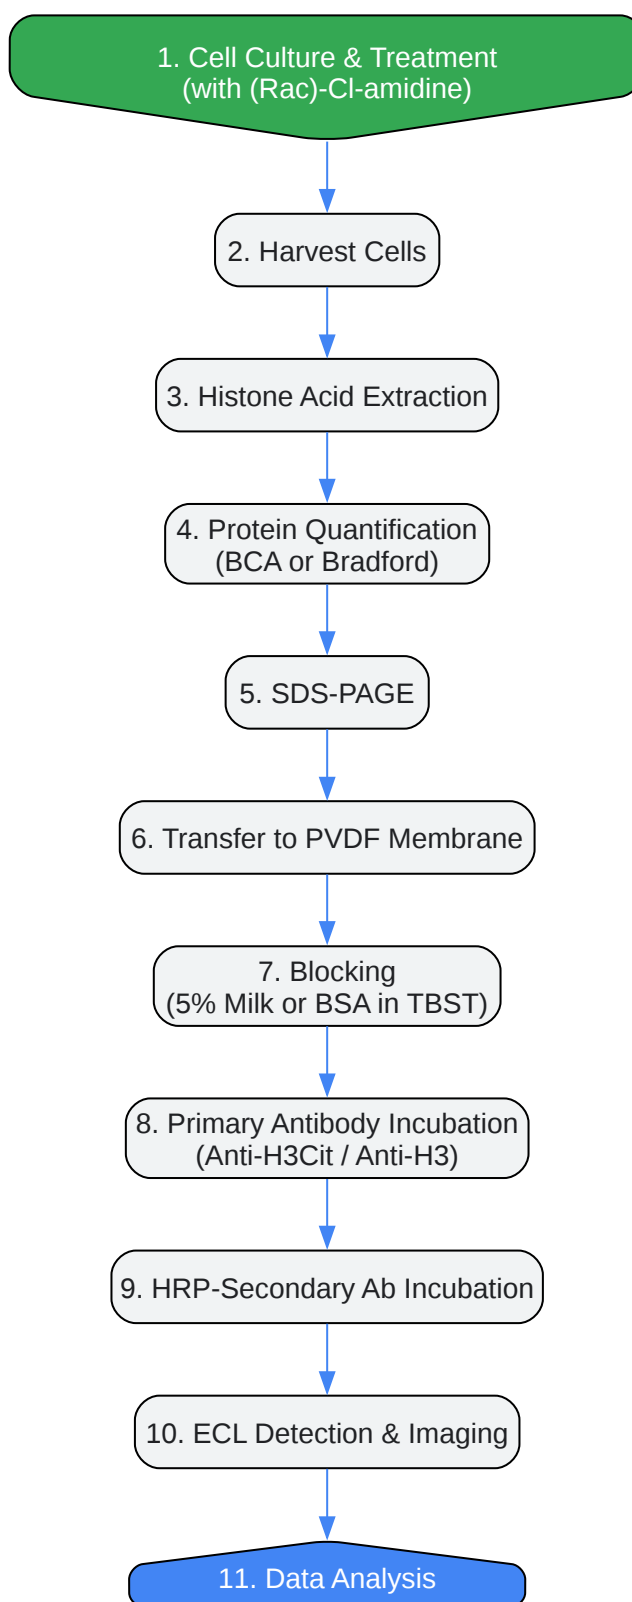 1. Cell Culture & Treatment
(with (Rac)-Cl-amidine)
2. Harvest Cells
3. Histone Acid Extraction
4. Protein Quantification
(BCA or Bradford)
5. SDS-PAGE
6. Transfer to PVDF Membrane
7. Blocking
(5% Milk or BSA in TBST)
8. Primary Antibody Incubation
(Anti-H3Cit / Anti-H3)
9. HRP-Secondary Ab Incubation
10. ECL Detection & Imaging
11. Data Analysis